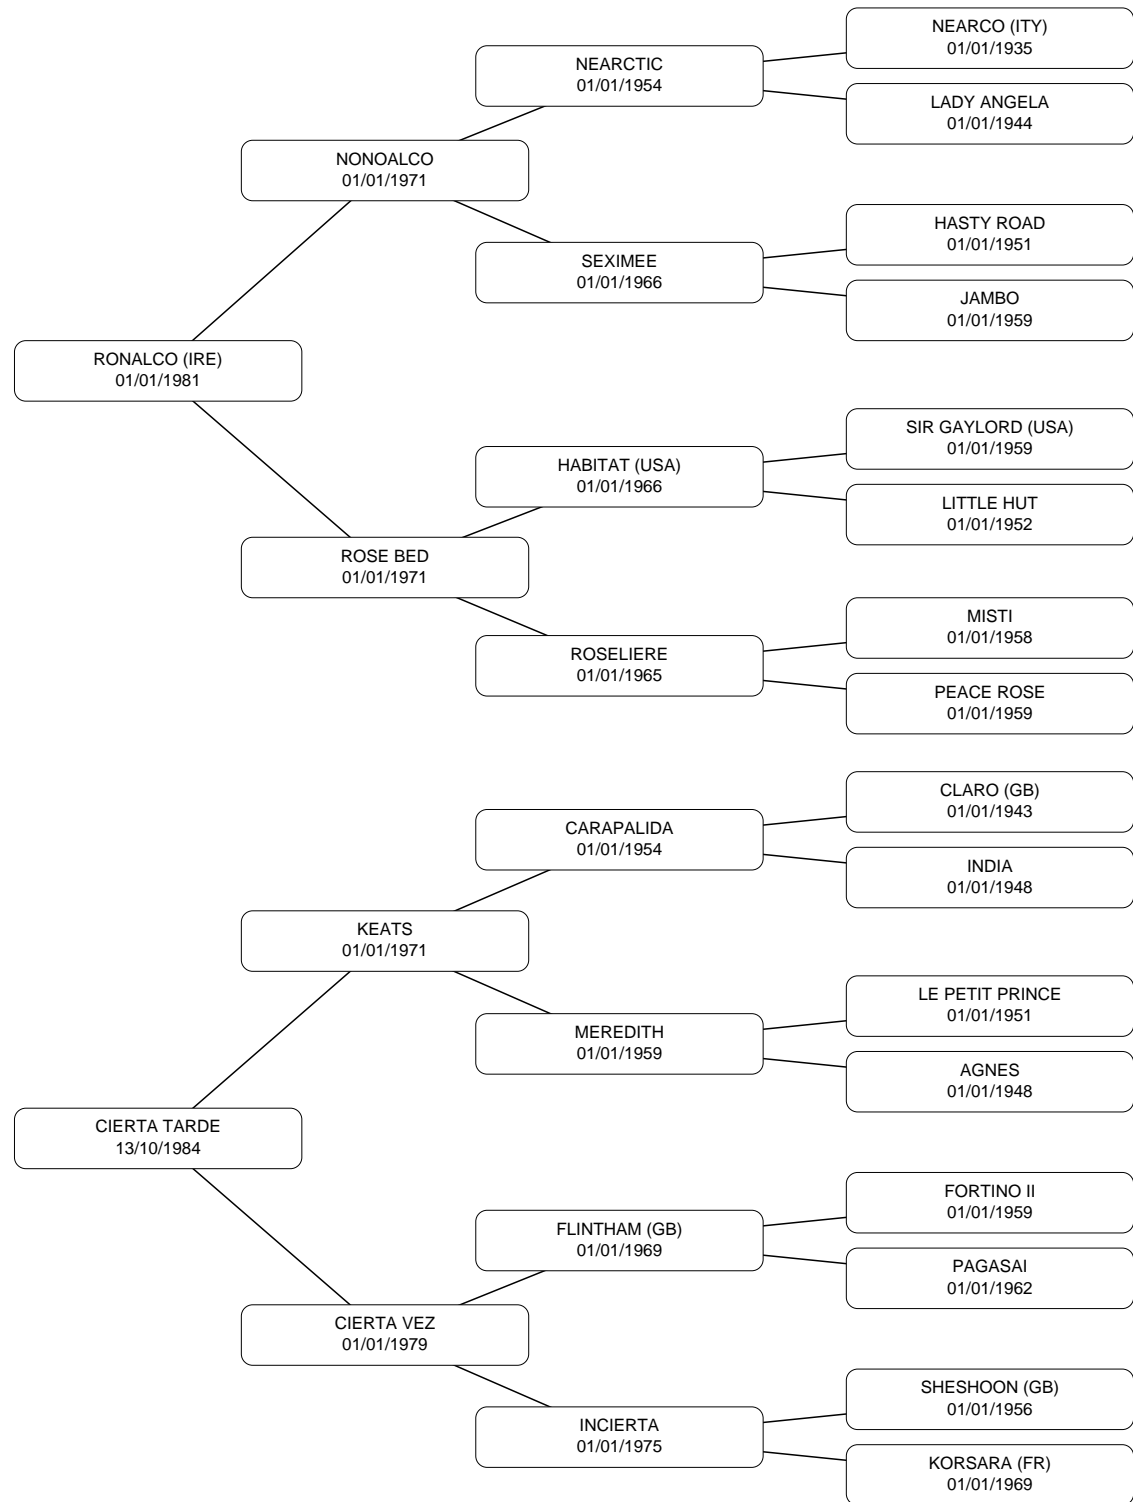 NEARCO (ITY)
01/01/1935
NEARCTIC
01/01/1954
LADY ANGELA
01/01/1944
NONOALCO
01/01/1971
HASTY ROAD
01/01/1951
SEXIMEE
01/01/1966
JAMBO
01/01/1959
RONALCO (IRE)
01/01/1981
SIR GAYLORD (USA)
01/01/1959
HABITAT (USA)
01/01/1966
LITTLE HUT
01/01/1952
ROSE BED
01/01/1971
MISTI
01/01/1958
ROSELIERE
01/01/1965
PEACE ROSE
01/01/1959
CLARO (GB)
01/01/1943
CARAPALIDA
01/01/1954
INDIA
01/01/1948
KEATS
01/01/1971
LE PETIT PRINCE
01/01/1951
MEREDITH
01/01/1959
AGNES
01/01/1948
CIERTA TARDE
13/10/1984
FORTINO II
01/01/1959
FLINTHAM (GB)
01/01/1969
PAGASAI
01/01/1962
CIERTA VEZ
01/01/1979
SHESHOON (GB)
01/01/1956
INCIERTA
01/01/1975
KORSARA (FR)
01/01/1969